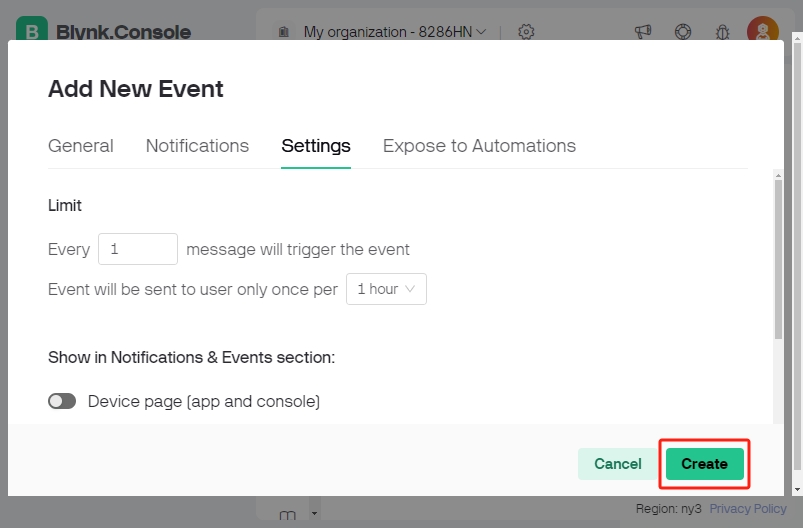 B Blynk.Console
My organization - 8286HN
Add New Event
General Notifications Settings Expose to Automations
Limit
Every 1 message will trigger the event
Event will be sent to user only once per 1 hour
Show in Notifications & Events section:
Device page (app and console)
Cancel Create
Region: ny3 Privacy Policy